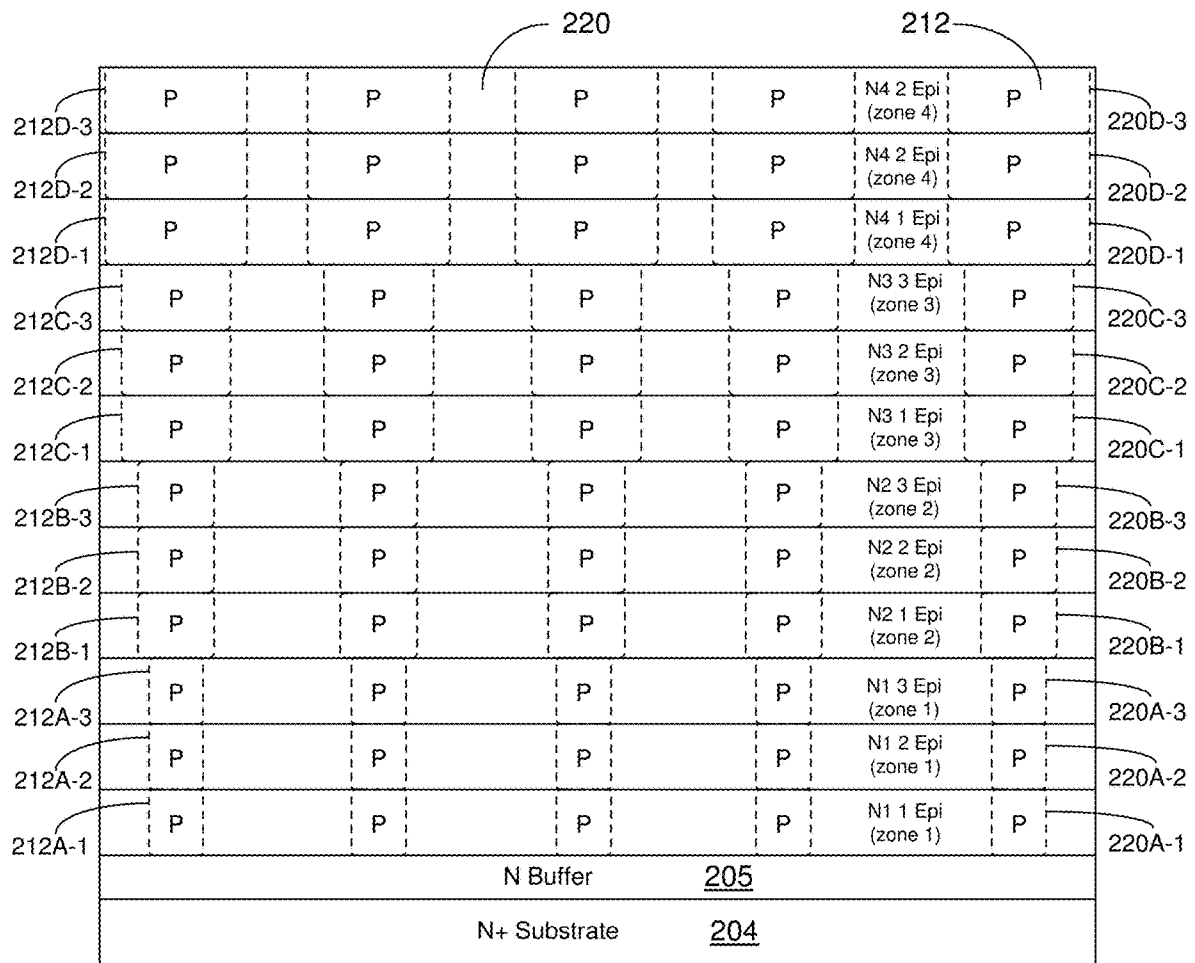 220 212
212D-3 P P P P N4 2 Epi (zone 4) P 220D-3
212D-2 P P P P N4 2 Epi (zone 4) P 220D-2
212D-1 P P P P N4 1 Epi (zone 4) P 220D-1
212C-3 P P P P N3 3 Epi (zone 3) P 220C-3
212C-2 P P P P N3 2 Epi (zone 3) P 220C-2
212C-1 P P P P N3 1 Epi (zone 3) P 220C-1
212B-3 P P P P N2 3 Epi (zone 2) P 220B-3
212B-2 P P P P N2 2 Epi (zone 2) P 220B-2
212B-1 P P P P N2 1 Epi (zone 2) P 220B-1
212A-3 P P P P N1 3 Epi (zone 1) P 220A-3
212A-2 P P P P N1 2 Epi (zone 1) P 220A-2
212A-1 P P P P N1 1 Epi (zone 1) P 220A-1
N Buffer 205
N+ Substrate 204